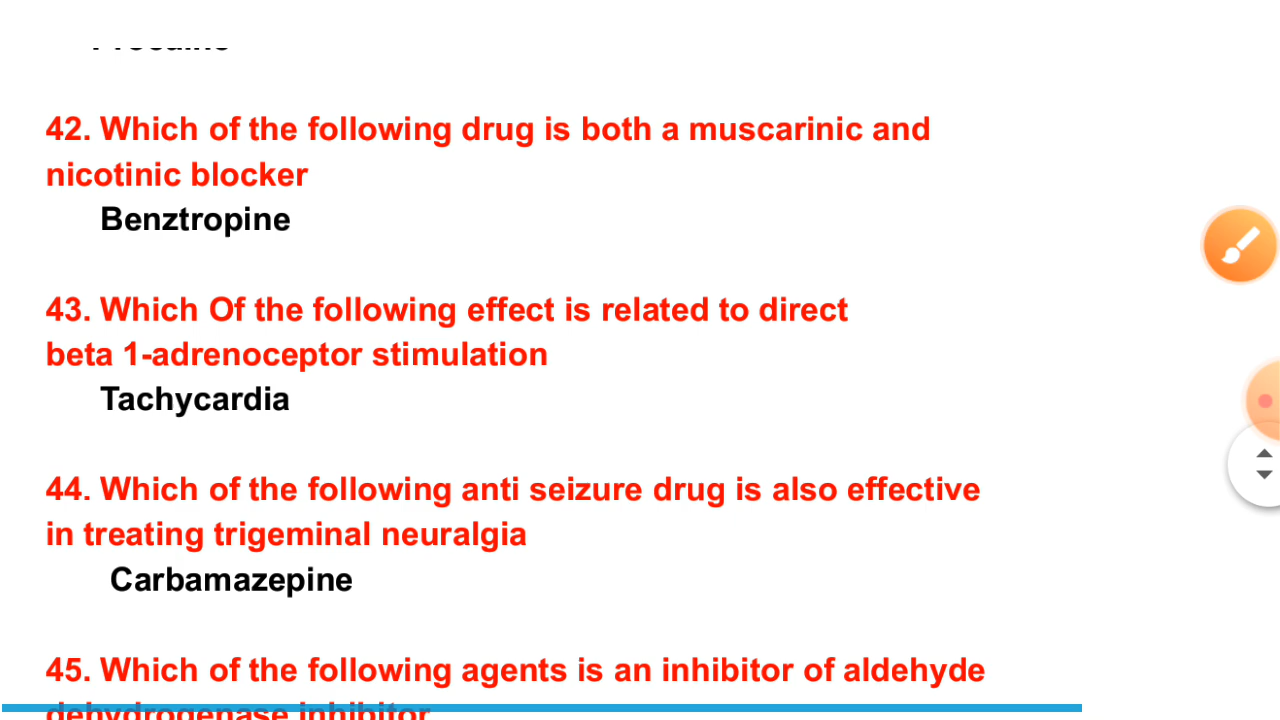 42. Which of the following drug is both a muscarinic and
nicotinic blocker
Benztropine
43. Which Of the following effect is related to direct
beta 1-adrenoceptor stimulation
Tachycardia
44. Which of the following anti seizure drug is also effective
in treating trigeminal neuralgia
Carbamazepine
45. Which of the following agents is an inhibitor of aldehyde
dehydrogenase inhibitor